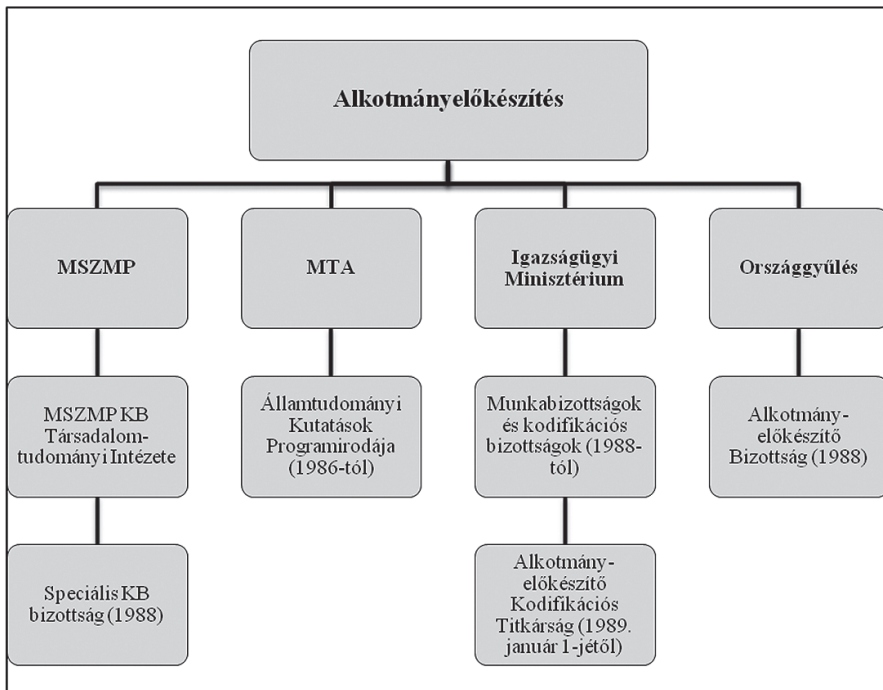 Alkotmányelőkészítés
MSZMP
MTA
Igazságügyi
Minisztérium
Országgyűlés
MSZMP KB
Társadalom-
tudományi Intézete
Államtudományi
Kutatások
Programirodája
(1986-tól)
Munkabizottságok
és kodifikációs
bizottságok (1988-
tól)
Alkotmány-
előkészítő
Bizottság (1988)
Speciális KB
bizottság (1988)
Alkotmány-
előkészítő
Kodifikációs
Titkárság (1989.
január 1-jétől)